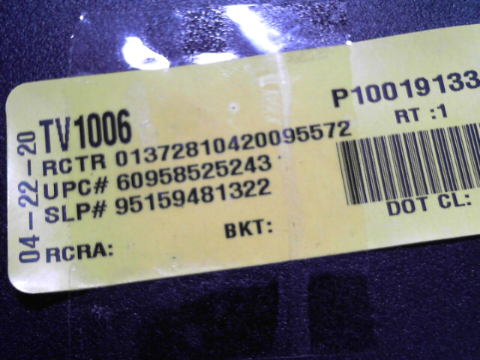 04-22-20
TV1006
RCTR 01372810420095572
UPC# 60958525243
SLP# 95159481322
RCRA:
BKT:
P10019133
RT :1
DOT CL: